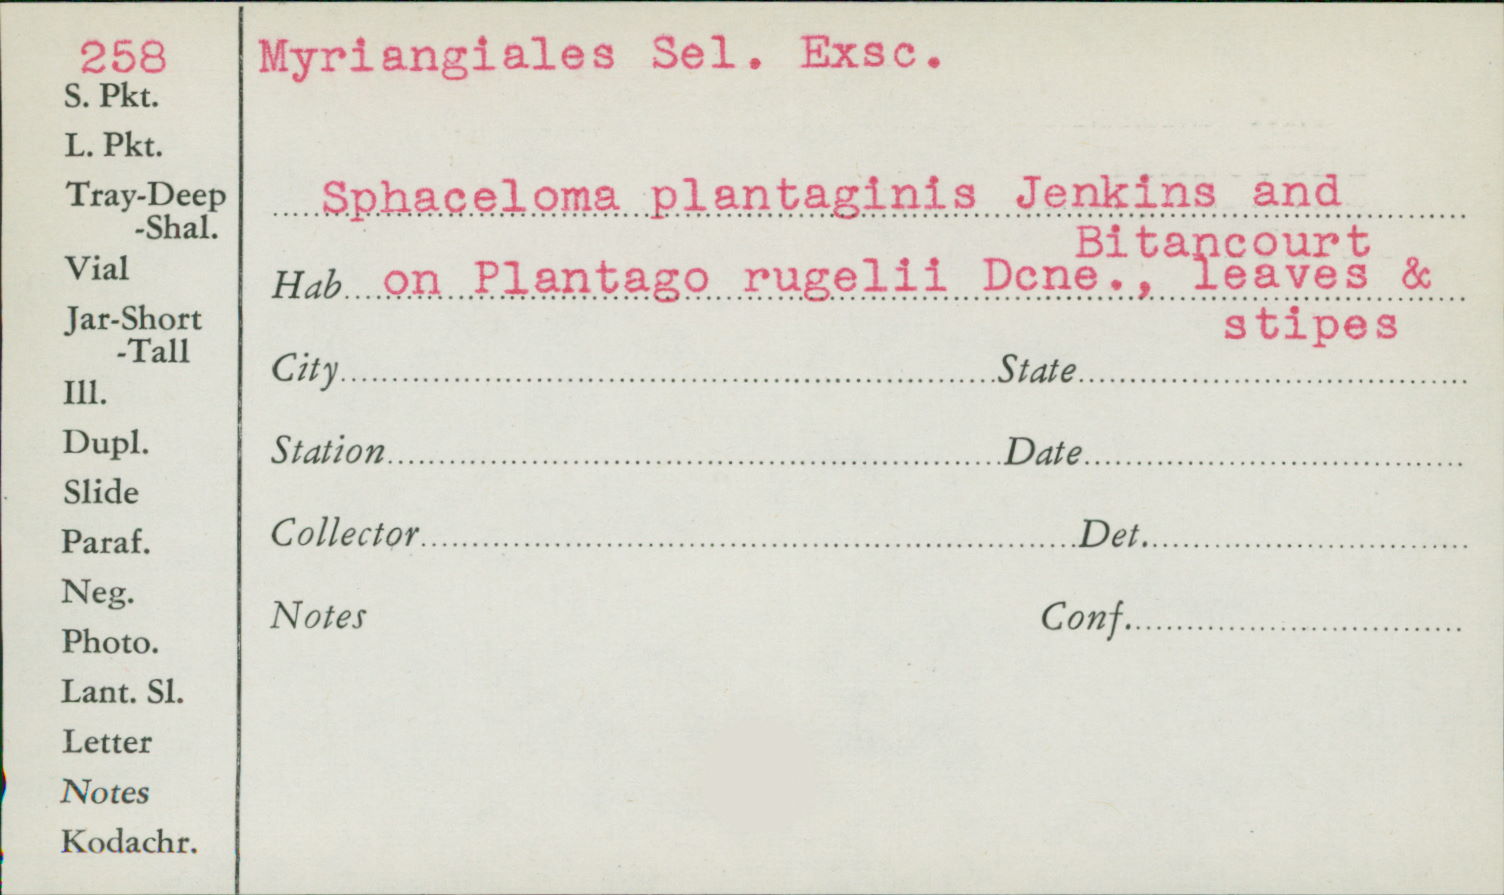 258
S. Pkt.
L. Pkt.
Tray-Deep
-Shal.
Vial
Jar-Short
-Tall
Ill.
Dupl.
Slide
Paraf.
Neg.
Photo.
Lant. Sl.
Letter
Notes
Kodachr.
Myriangiales Sel. Exsc.
Sphaceloma plantaginis Jenkins and
Bitancourt
Hab on Plantago rugelii Dcne., leaves &
stipes
City State
Station Date
Collector Det.
Notes Conf.